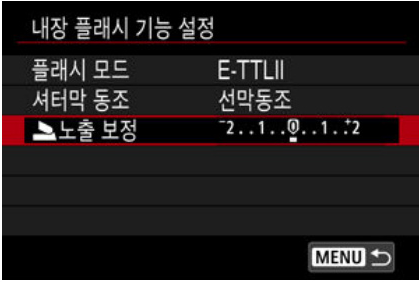 내장 플래시 기능 설정
플래시 모드 E-TTLII
셔터막 동조 선막동조
노출 보정 -2..1..0..1..+2
MENU